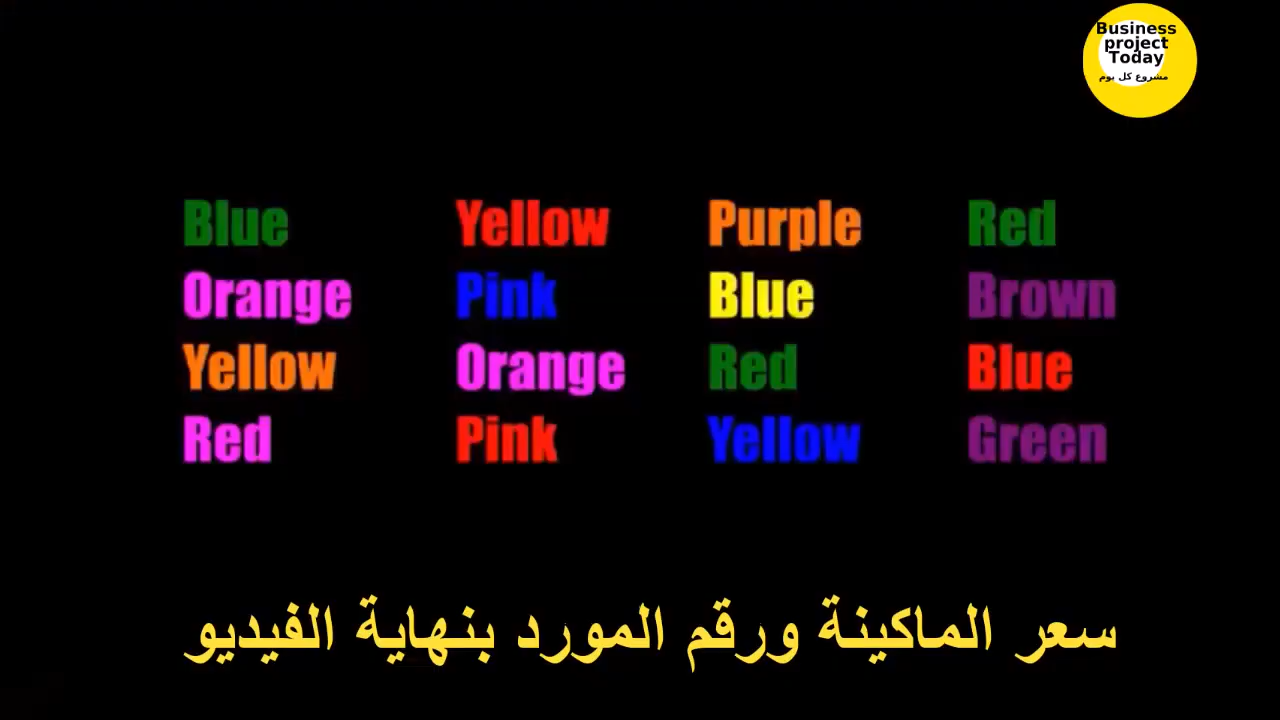 Business
project
Today
مشروع كل يوم
Blue Yellow Purple Red
Orange Pink Blue Brown
Yellow Orange Red Blue
Red Pink Yellow Green
سعر الماكينة ورقم المورد بنهاية الفيديو